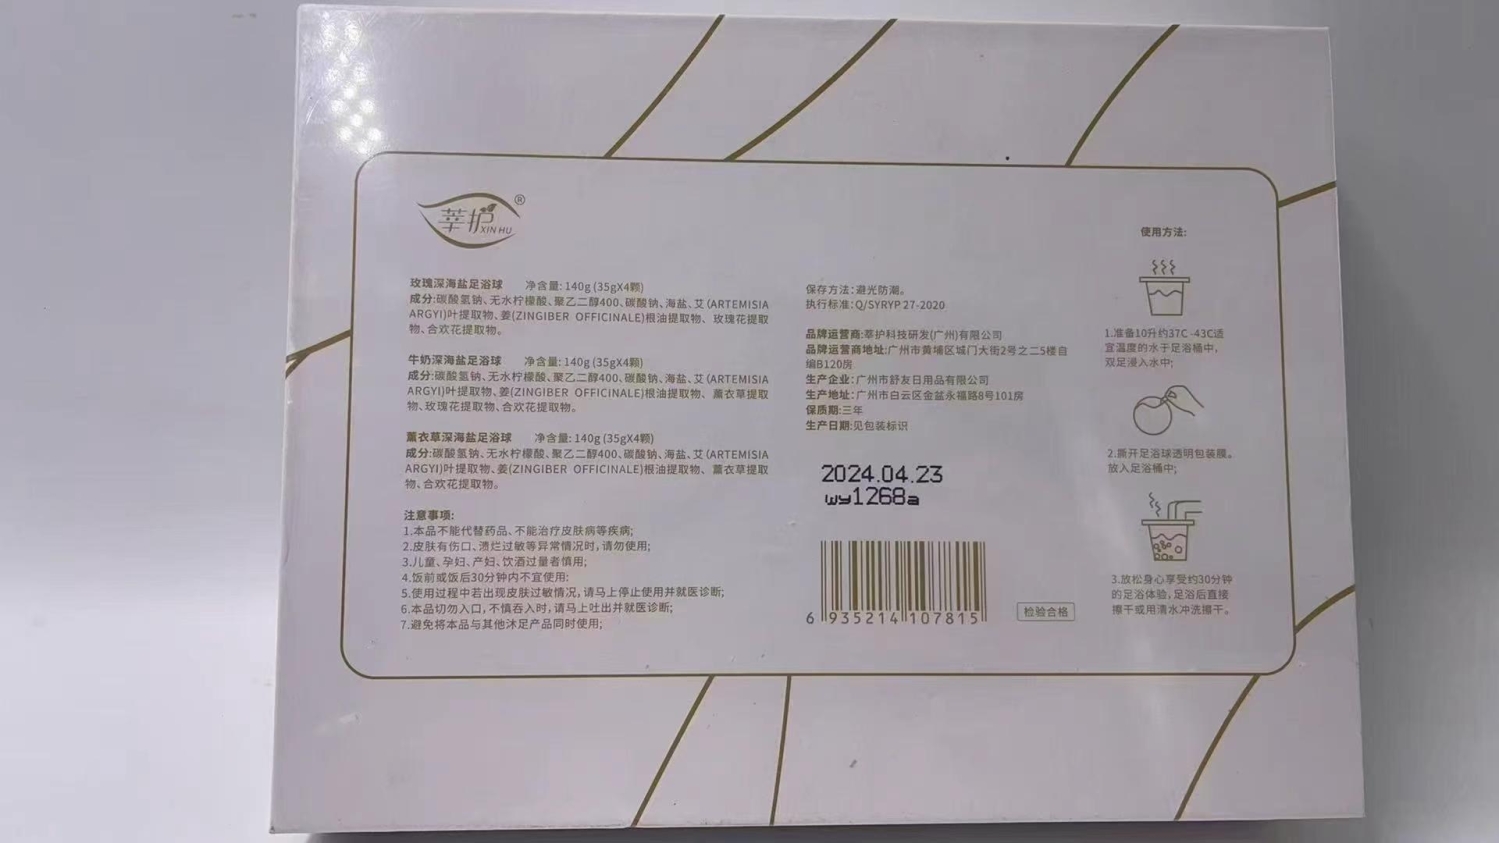 莘护®
XIN HU
玫瑰深海盐足浴球 净含量: 140g (35gX4颗)
成分:碳酸氢钠、无水柠檬酸、聚乙二醇400、碳酸钠、海盐、艾(ARTEMISIA
ARGYI)叶提取物、姜(ZINGIBER OFFICINALE)根油提取物、玫瑰花提取
物、合欢花提取物。
牛奶深海盐足浴球 净含量: 140g (35gX4颗)
成分:碳酸氢钠、无水柠檬酸、聚乙二醇400、碳酸钠、海盐、艾(ARTEMISIA
ARGYI)叶提取物、姜(ZINGIBER OFFICINALE)根油提取物、薰衣草提取
物、玫瑰花提取物、合欢花提取物。
薰衣草深海盐足浴球 净含量: 140g (35gX4颗)
成分:碳酸氢钠、无水柠檬酸、聚乙二醇400、碳酸钠、海盐、艾(ARTEMISIA
ARGYI)叶提取物、姜(ZINGIBER OFFICINALE)根油提取物、薰衣草提取
物、合欢花提取物。
注意事项:
1.本品不能代替药品、不能治疗皮肤病等疾病;
2.皮肤有伤口、溃烂过敏等异常情况时,请勿使用;
3.儿童、孕妇、产妇、饮酒过量者慎用;
4.饭前或饭后30分钟内不宜使用;
5.使用过程中若出现皮肤过敏情况,请马上停止使用并就医诊断;
6.本品切勿入口,不慎吞入时,请马上吐出并就医诊断;
7.避免将本品与其他沐足产品同时使用;
保存方法:避光防潮。
执行标准:Q/SYRYP 27-2020
品牌运营商:莘护科技研发(广州)有限公司
品牌运营商地址:广州市黄埔区城门大街2号之二5楼自
编B120房
生产企业:广州市舒友日用品有限公司
生产地址:广州市白云区金盆永福路8号101房
保质期:三年
生产日期:见包装标识
2024.04.23
wy1268a
6 935214 107815
检验合格
使用方法:
1.准备10升约37C -43C适
宜温度的水于足浴桶中,
双足浸入水中;
2.撕开足浴球透明包装膜。
放入足浴桶中;
3.放松身心享受约30分钟
的足浴体验,足浴后直接
擦干或用清水冲洗擦干。